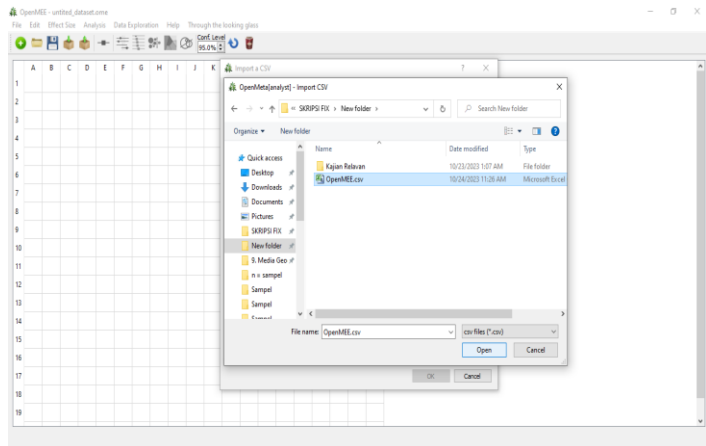 OpenMEE - untitled_dataset.ome
File Edit Effect Size Analysis Data Exploration Help Through the looking glass
Conf. Level
95.0%
A B C D E F G H I J K
Import a CSV
OpenMeta[analyst] - Import CSV
« SKRIPSI FIX > New folder >
Search New folder
Organize
New folder
Name
Date modified
Type
Quick access
Desktop
Downloads
Documents
Pictures
SKRIPSI FIX
New folder
9. Media Geo
n = sampel
Sampel
Sampel
Sampel
Kajian Relavan 10/23/2023 1:07 AM File folder
OpenMEE.csv 10/24/2023 11:26 AM Microsoft Excel
File name: OpenMEE.csv
csv files (*.csv)
Open
Cancel
OK
Cancel
1
2
3
4
5
6
7
8
9
10
11
12
13
14
15
16
17
18
19